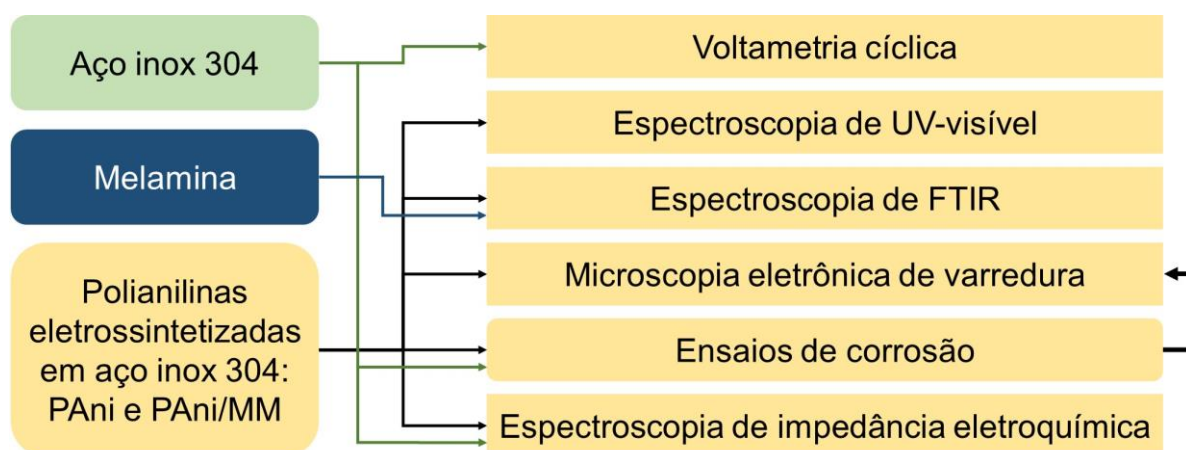 Aço inox 304
Melamina
Polianilinas
eletrossintetizadas
em aço inox 304:
PAni e PAni/MM
Voltametria cíclica
Espectroscopia de UV-visível
Espectroscopia de FTIR
Microscopia eletrônica de varredura
Ensaios de corrosão
Espectroscopia de impedância eletroquímica